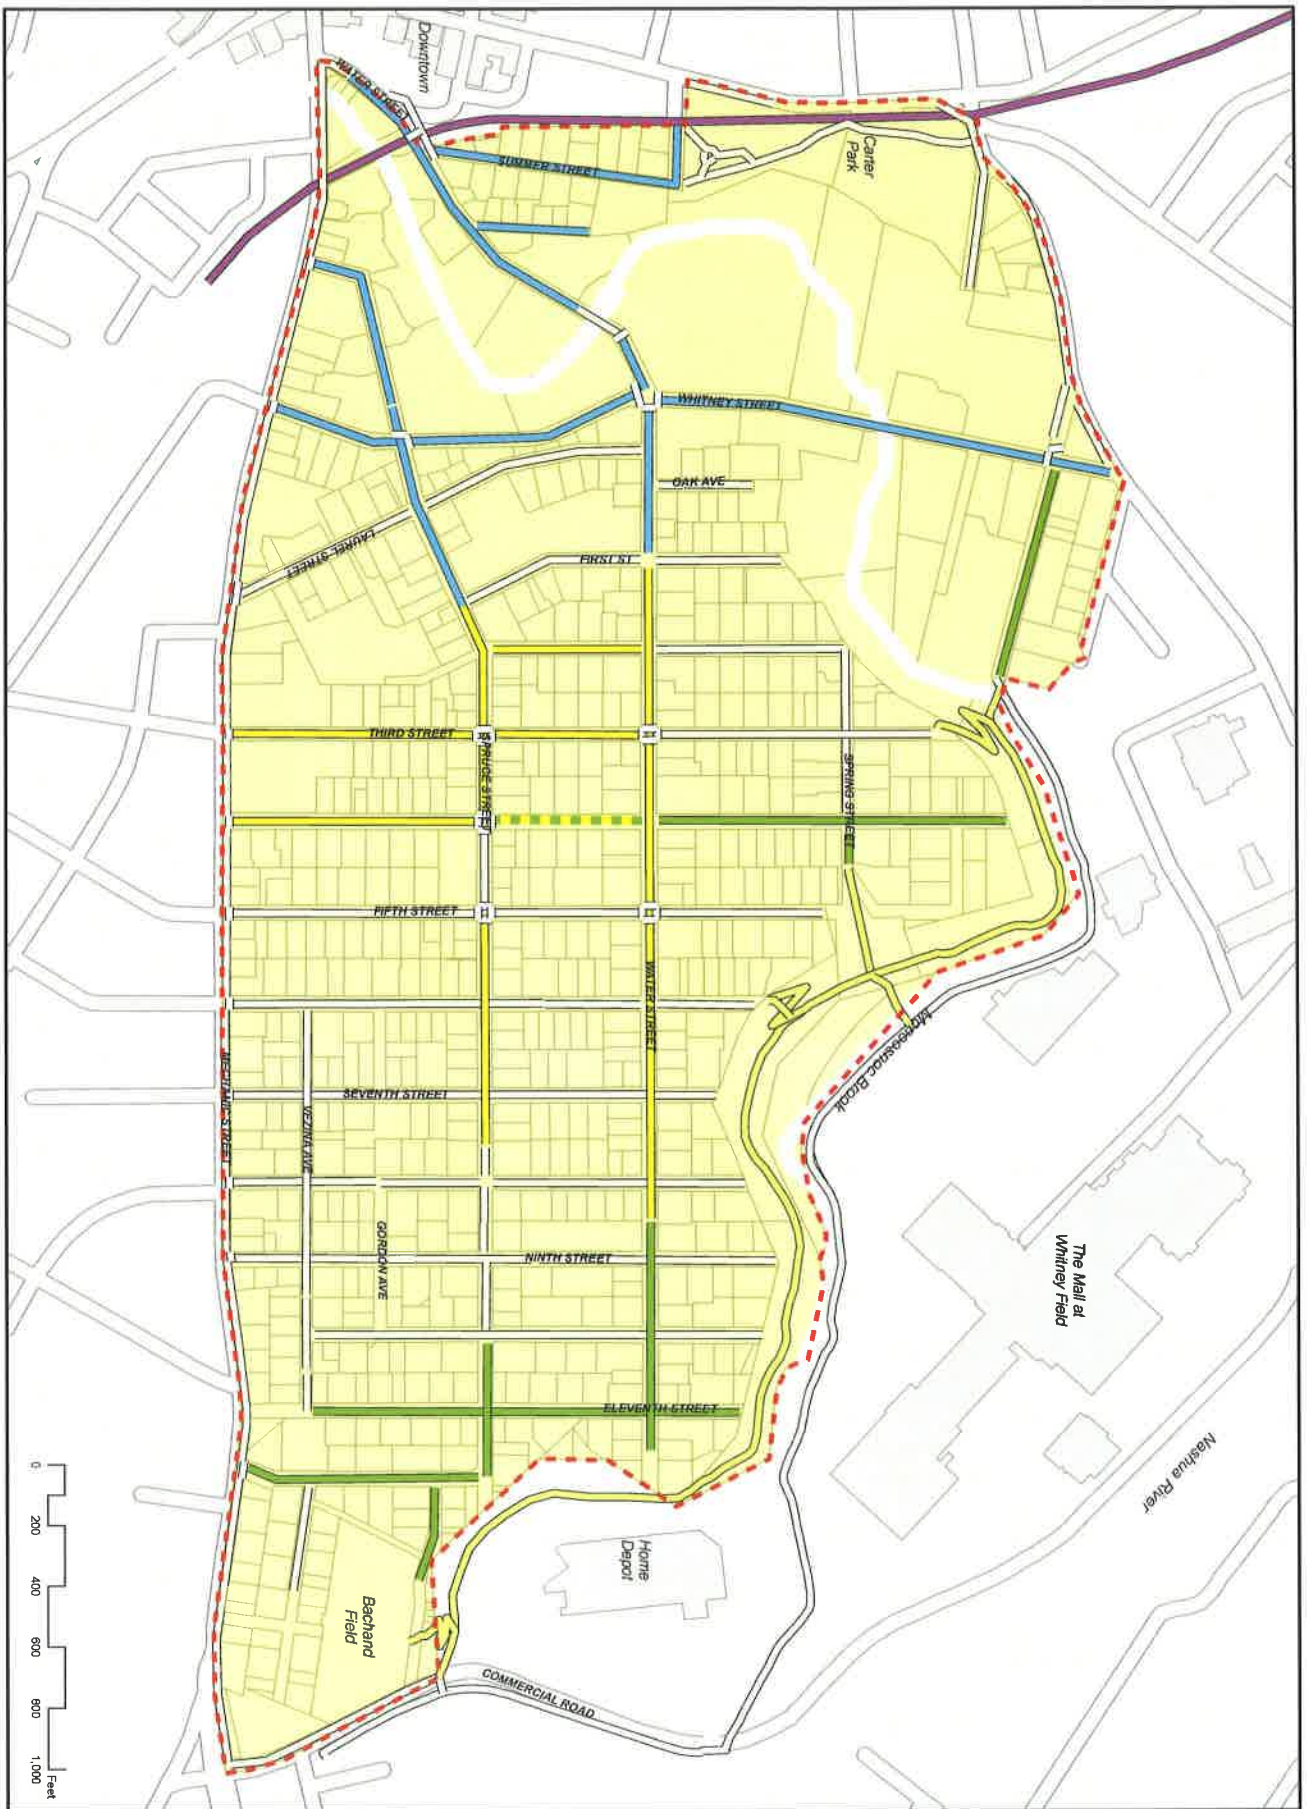 Downtown
WATER STREET
SUMMER STREET
Carter
Park
WHITNEY STREET
OAK AVE
LAUREL STREET
FIRST ST
THIRD STREET
SPRUCE STREET
SPRING STREET
FIFTH STREET
WATER STREET
Monoosnoc Brook
MECHANIC STREET
SEVENTH STREET
VEZINA AVE
GORDON AVE
NINTH STREET
The Mall at
Whitney Field
ELEVENTH STREET
Nashua River
Home
Depot
Bachand
Field
COMMERCIAL ROAD
0 200 400 600 800 1,000
Feet